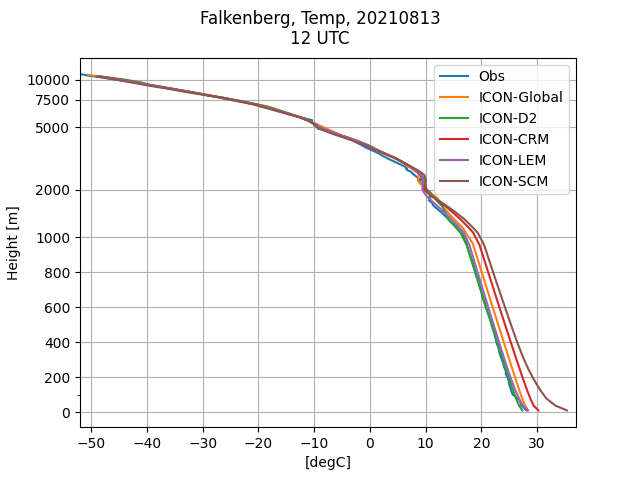 Falkenberg, Temp, 20210813
12 UTC
Height [m]
10000
7500
5000
2000
1000
800
600
400
200
0
Obs
ICON-Global
ICON-D2
ICON-CRM
ICON-LEM
ICON-SCM
−50 −40 −30 −20 −10 0 10 20 30
[degC]